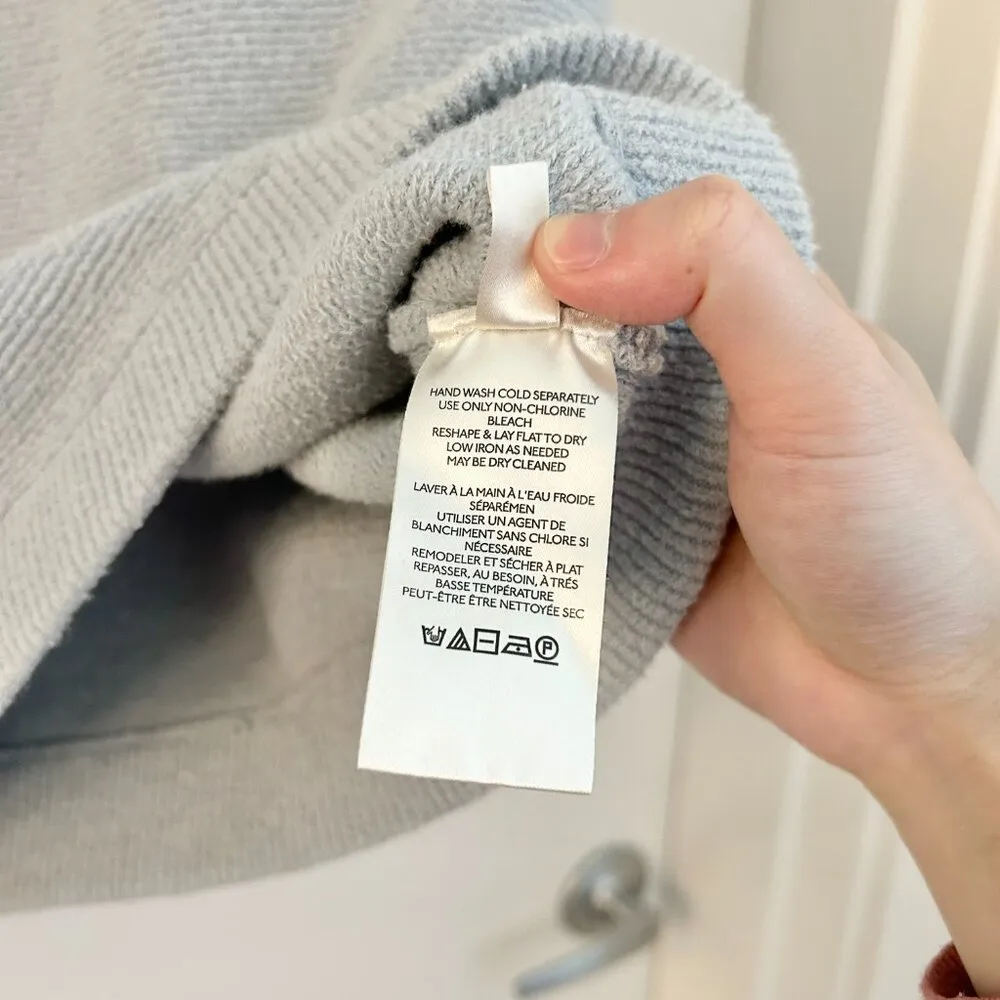 HAND WASH COLD SEPARATELY
USE ONLY NON-CHLORINE
BLEACH
RESHAPE & LAY FLAT TO DRY
LOW IRON AS NEEDED
MAY BE DRY CLEANED
LAVER À LA MAIN À L'EAU FROIDE
SÉPARÉMEN
UTILISER UN AGENT DE
BLANCHIMENT SANS CHLORE SI
NÉCESSAIRE
REMODELER ET SÉCHER À PLAT
REPASSER, AU BESOIN, À TRÉS
BASSE TEMPÉRATURE
PEUT-ÊTRE ÊTRE NETTOYÉE SEC
P